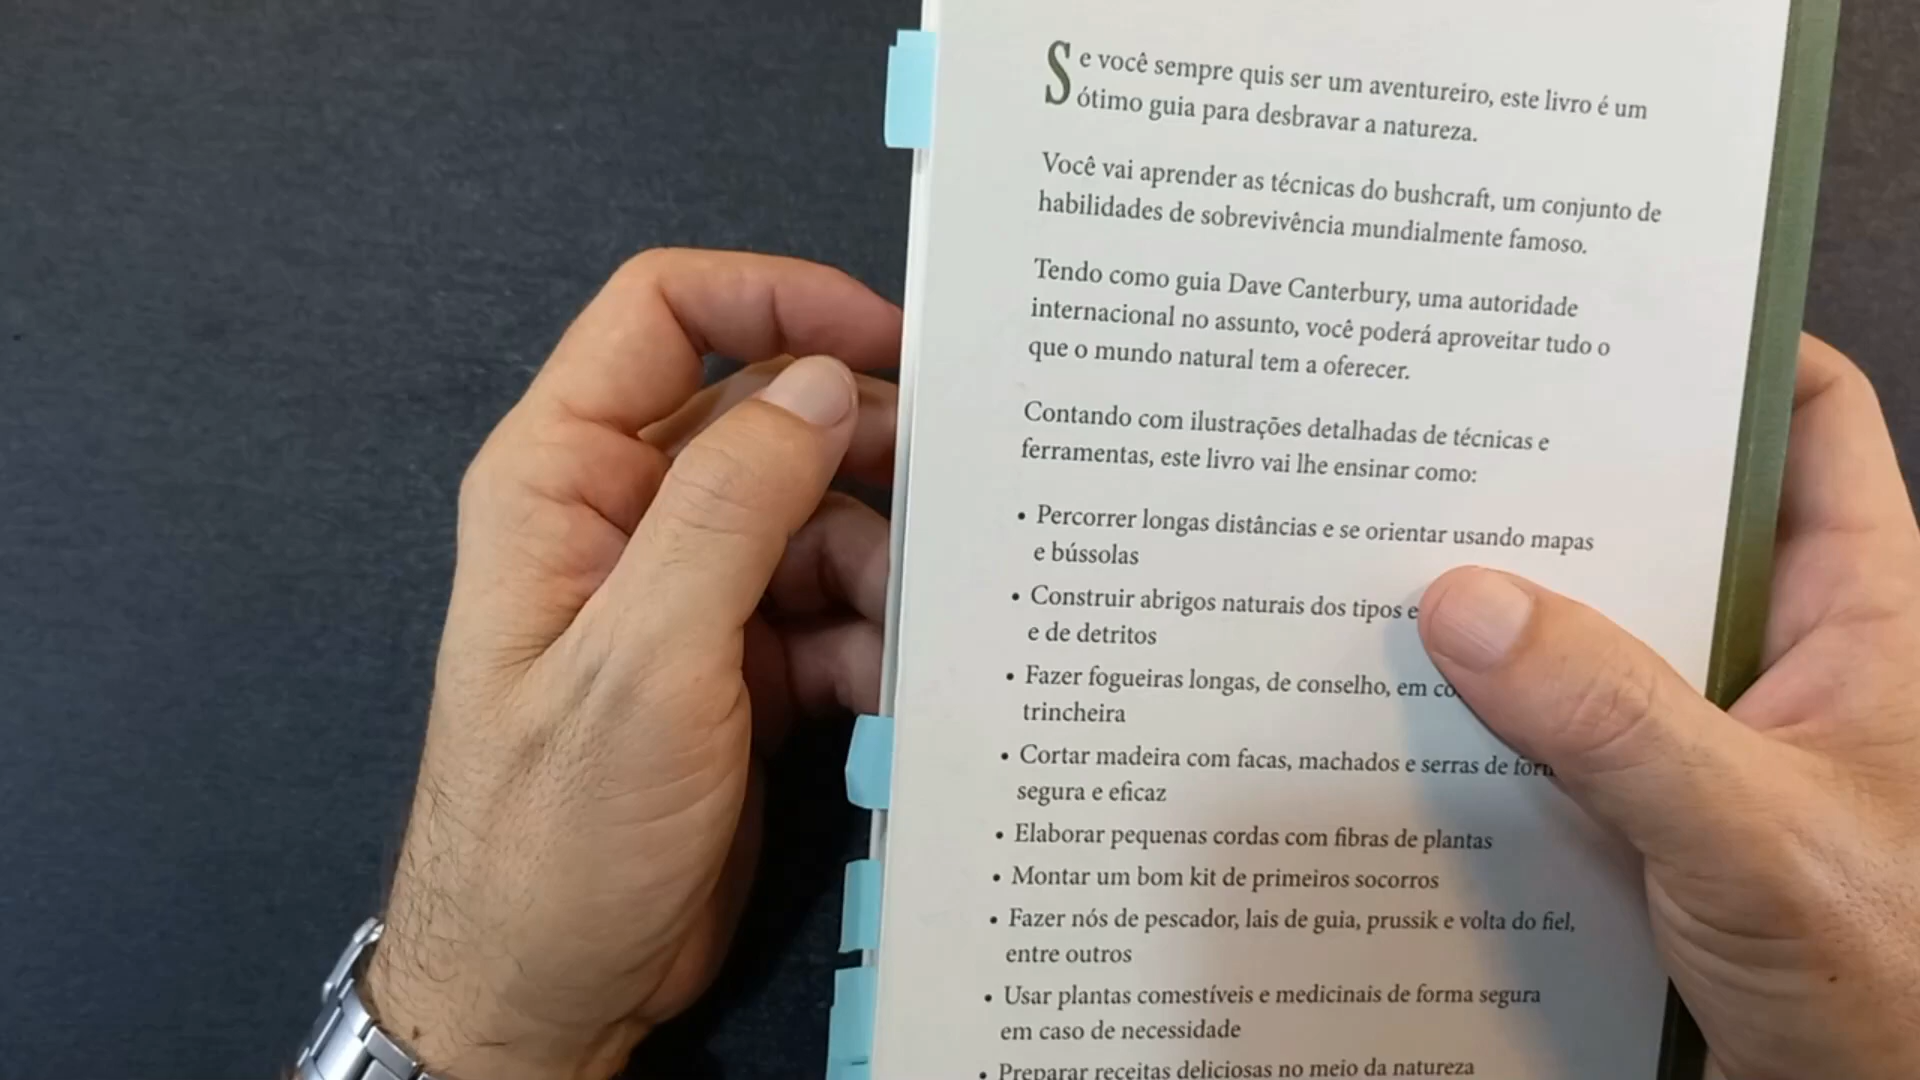 Se você sempre quis ser um aventureiro, este livro é um
ótimo guia para desbravar a natureza.
Você vai aprender as técnicas do bushcraft, um conjunto de
habilidades de sobrevivência mundialmente famoso.
Tendo como guia Dave Canterbury, uma autoridade
internacional no assunto, você poderá aproveitar tudo o
que o mundo natural tem a oferecer.
Contando com ilustrações detalhadas de técnicas e
ferramentas, este livro vai lhe ensinar como:
• Percorrer longas distâncias e se orientar usando mapas
e bússolas
• Construir abrigos naturais dos tipos
e de detritos
• Fazer fogueiras longas, de conselho, em
trincheira
• Cortar madeira com facas, machados e serras de
segura e eficaz
• Elaborar pequenas cordas com fibras de plantas
• Montar um bom kit de primeiros socorros
• Fazer nós de pescador, lais de guia, prussik e volta do fiel,
entre outros
• Usar plantas comestíveis e medicinais de forma segura
em caso de necessidade
• Preparar receitas deliciosas no meio da natureza